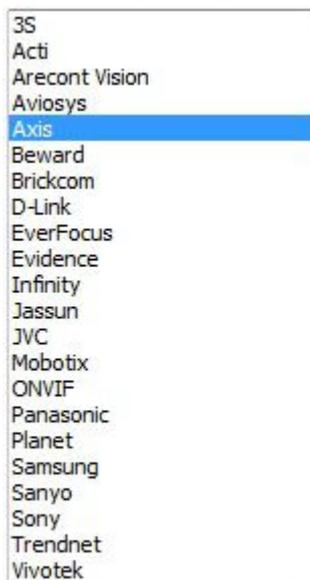 3S
Acti
Arecont Vision
Aviosys
Axis
Beward
Brickcom
D-Link
EverFocus
Evidence
Infinity
Jassun
JVC
Mobotix
ONVIF
Panasonic
Planet
Samsung
Sanyo
Sony
Trendnet
Vivotek